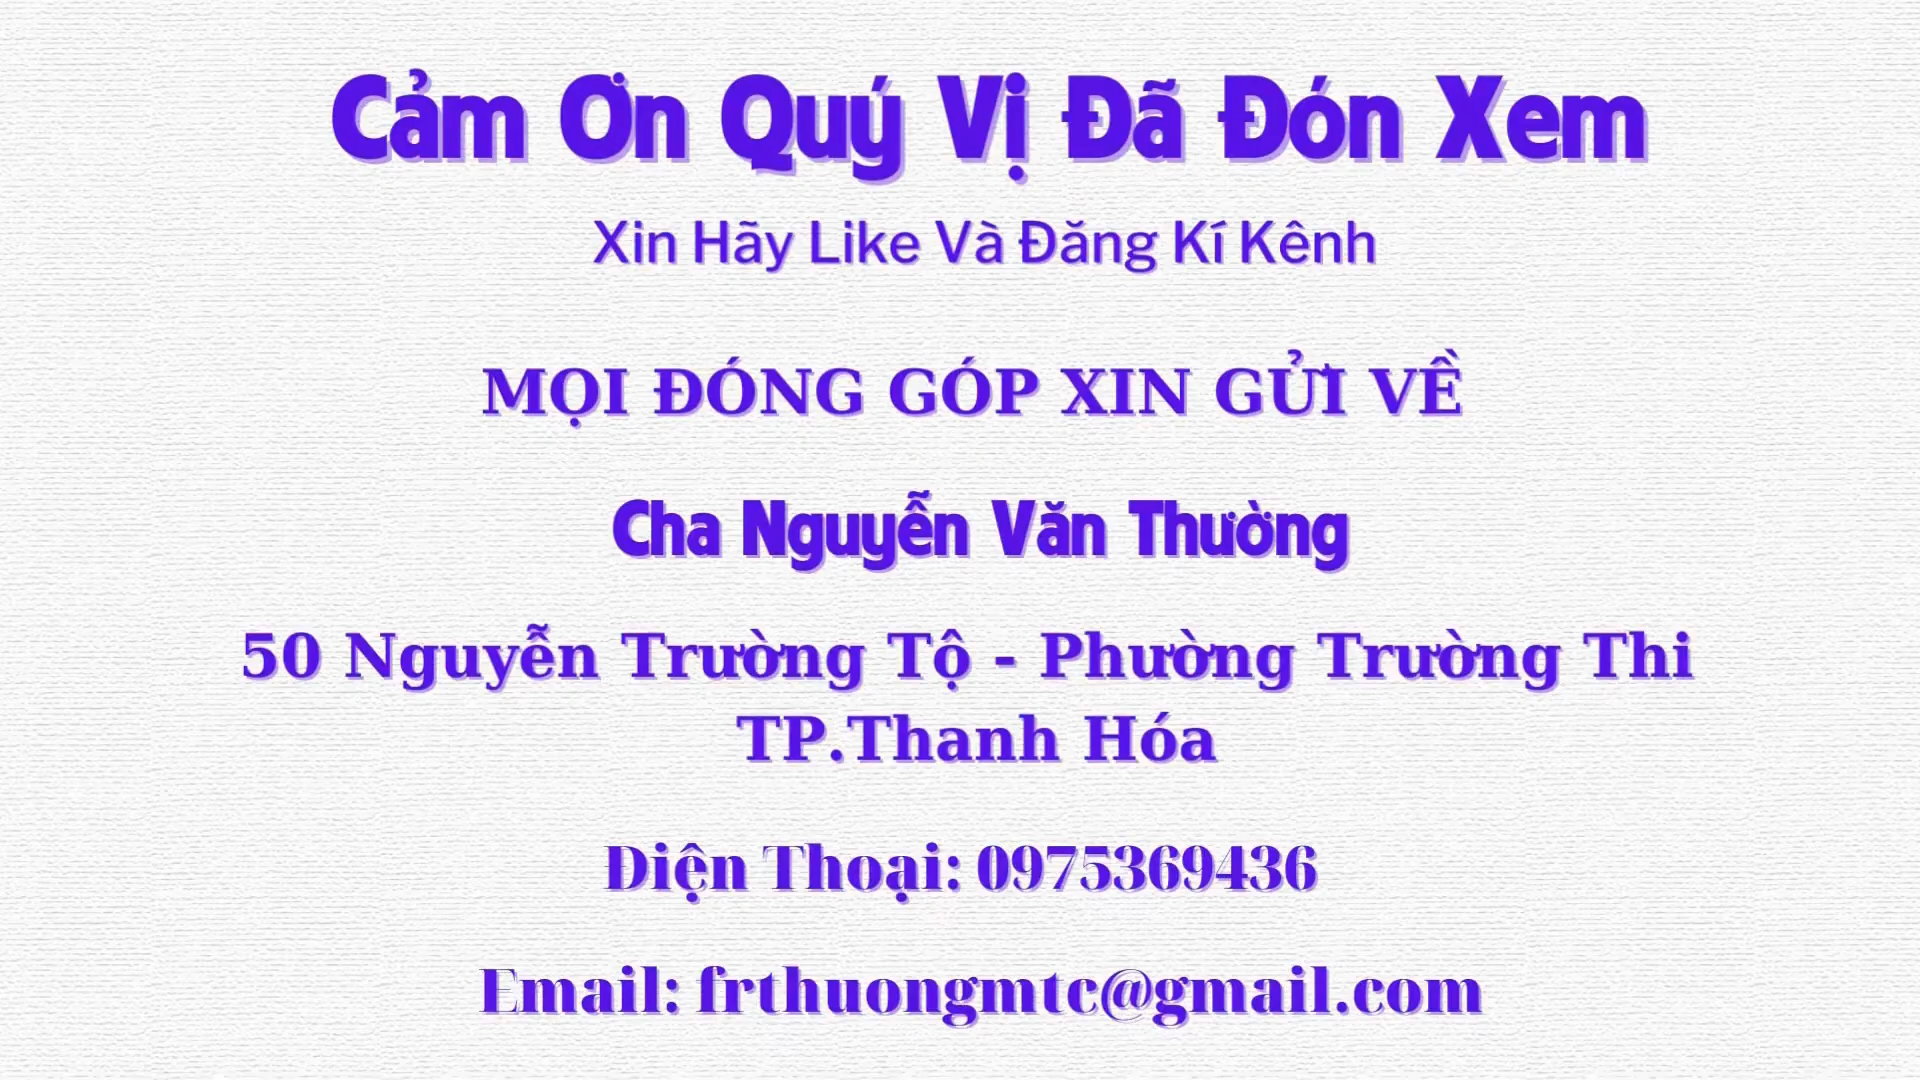 Cảm Ơn Quý Vị Đã Đón Xem
Xin Hãy Like Và Đăng Kí Kênh
MỌI ĐÓNG GÓP XIN GỬI VỀ
Cha Nguyễn Văn Thường
50 Nguyễn Trường Tộ - Phường Trường Thi
TP.Thanh Hóa
Điện Thoại: 0975369436
Email: frthuongmtc@gmail.com